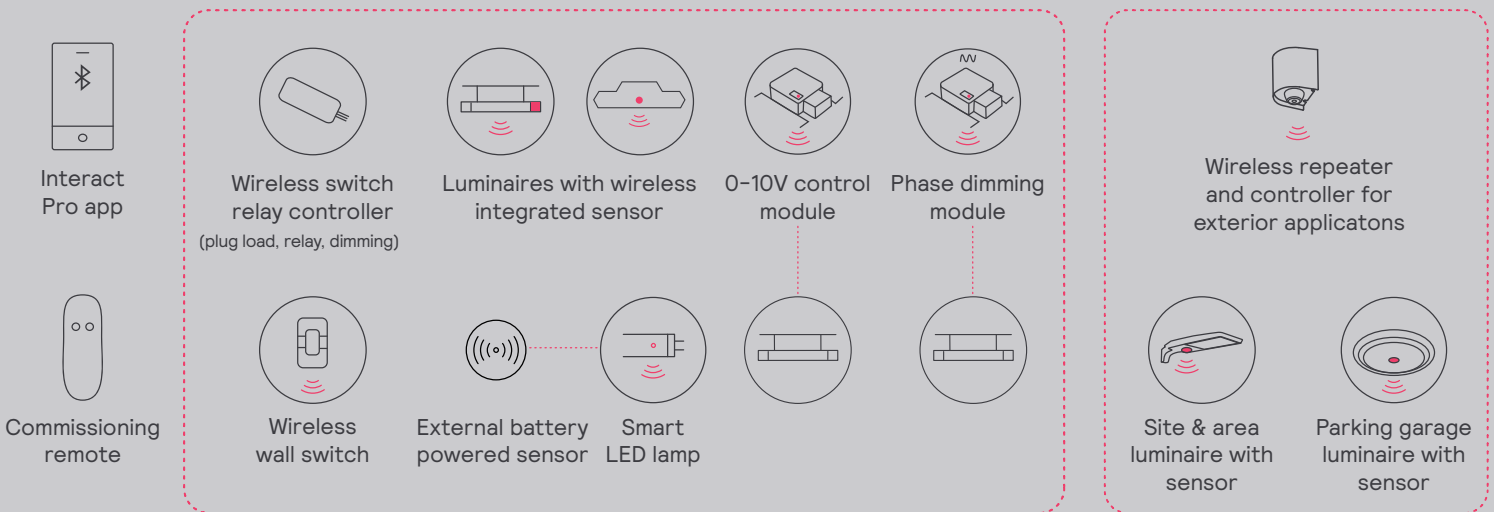 Interact
Pro app
Wireless switch
relay controller
(plug load, relay, dimming)
Luminaires with wireless
integrated sensor
0-10V control
module
Phase dimming
module
Wireless repeater
and controller for
exterior applicatons
Commissioning
remote
Wireless
wall switch
External battery
powered sensor
Smart
LED lamp
Site & area
luminaire with
sensor
Parking garage
luminaire with
sensor